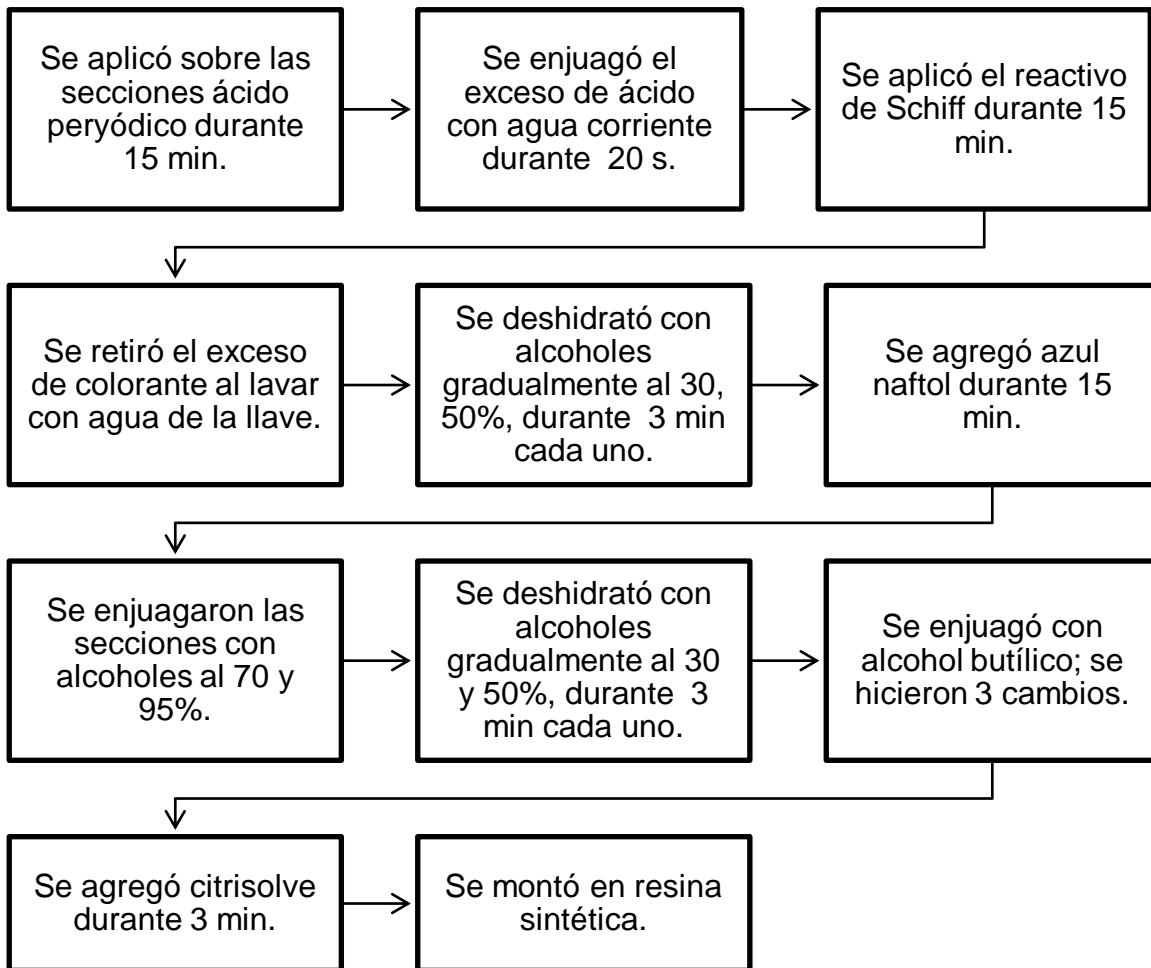 Se aplicó sobre las
secciones ácido
peryódico durante
15 min.
Se enjuagó el
exceso de ácido
con agua corriente
durante 20 s.
Se aplicó el reactivo
de Schiff durante 15
min.
Se retiró el exceso
de colorante al lavar
con agua de la llave.
Se deshidrató con
alcoholes
gradualmente al 30,
50%, durante 3 min
cada uno.
Se agregó azul
naftol durante 15
min.
Se enjuagaron las
secciones con
alcoholes al 70 y
95%.
Se deshidrató con
alcoholes
gradualmente al 30
y 50%, durante 3
min cada uno.
Se enjuagó con
alcohol butílico; se
hicieron 3 cambios.
Se agregó citrisolve
durante 3 min.
Se montó en resina
sintética.